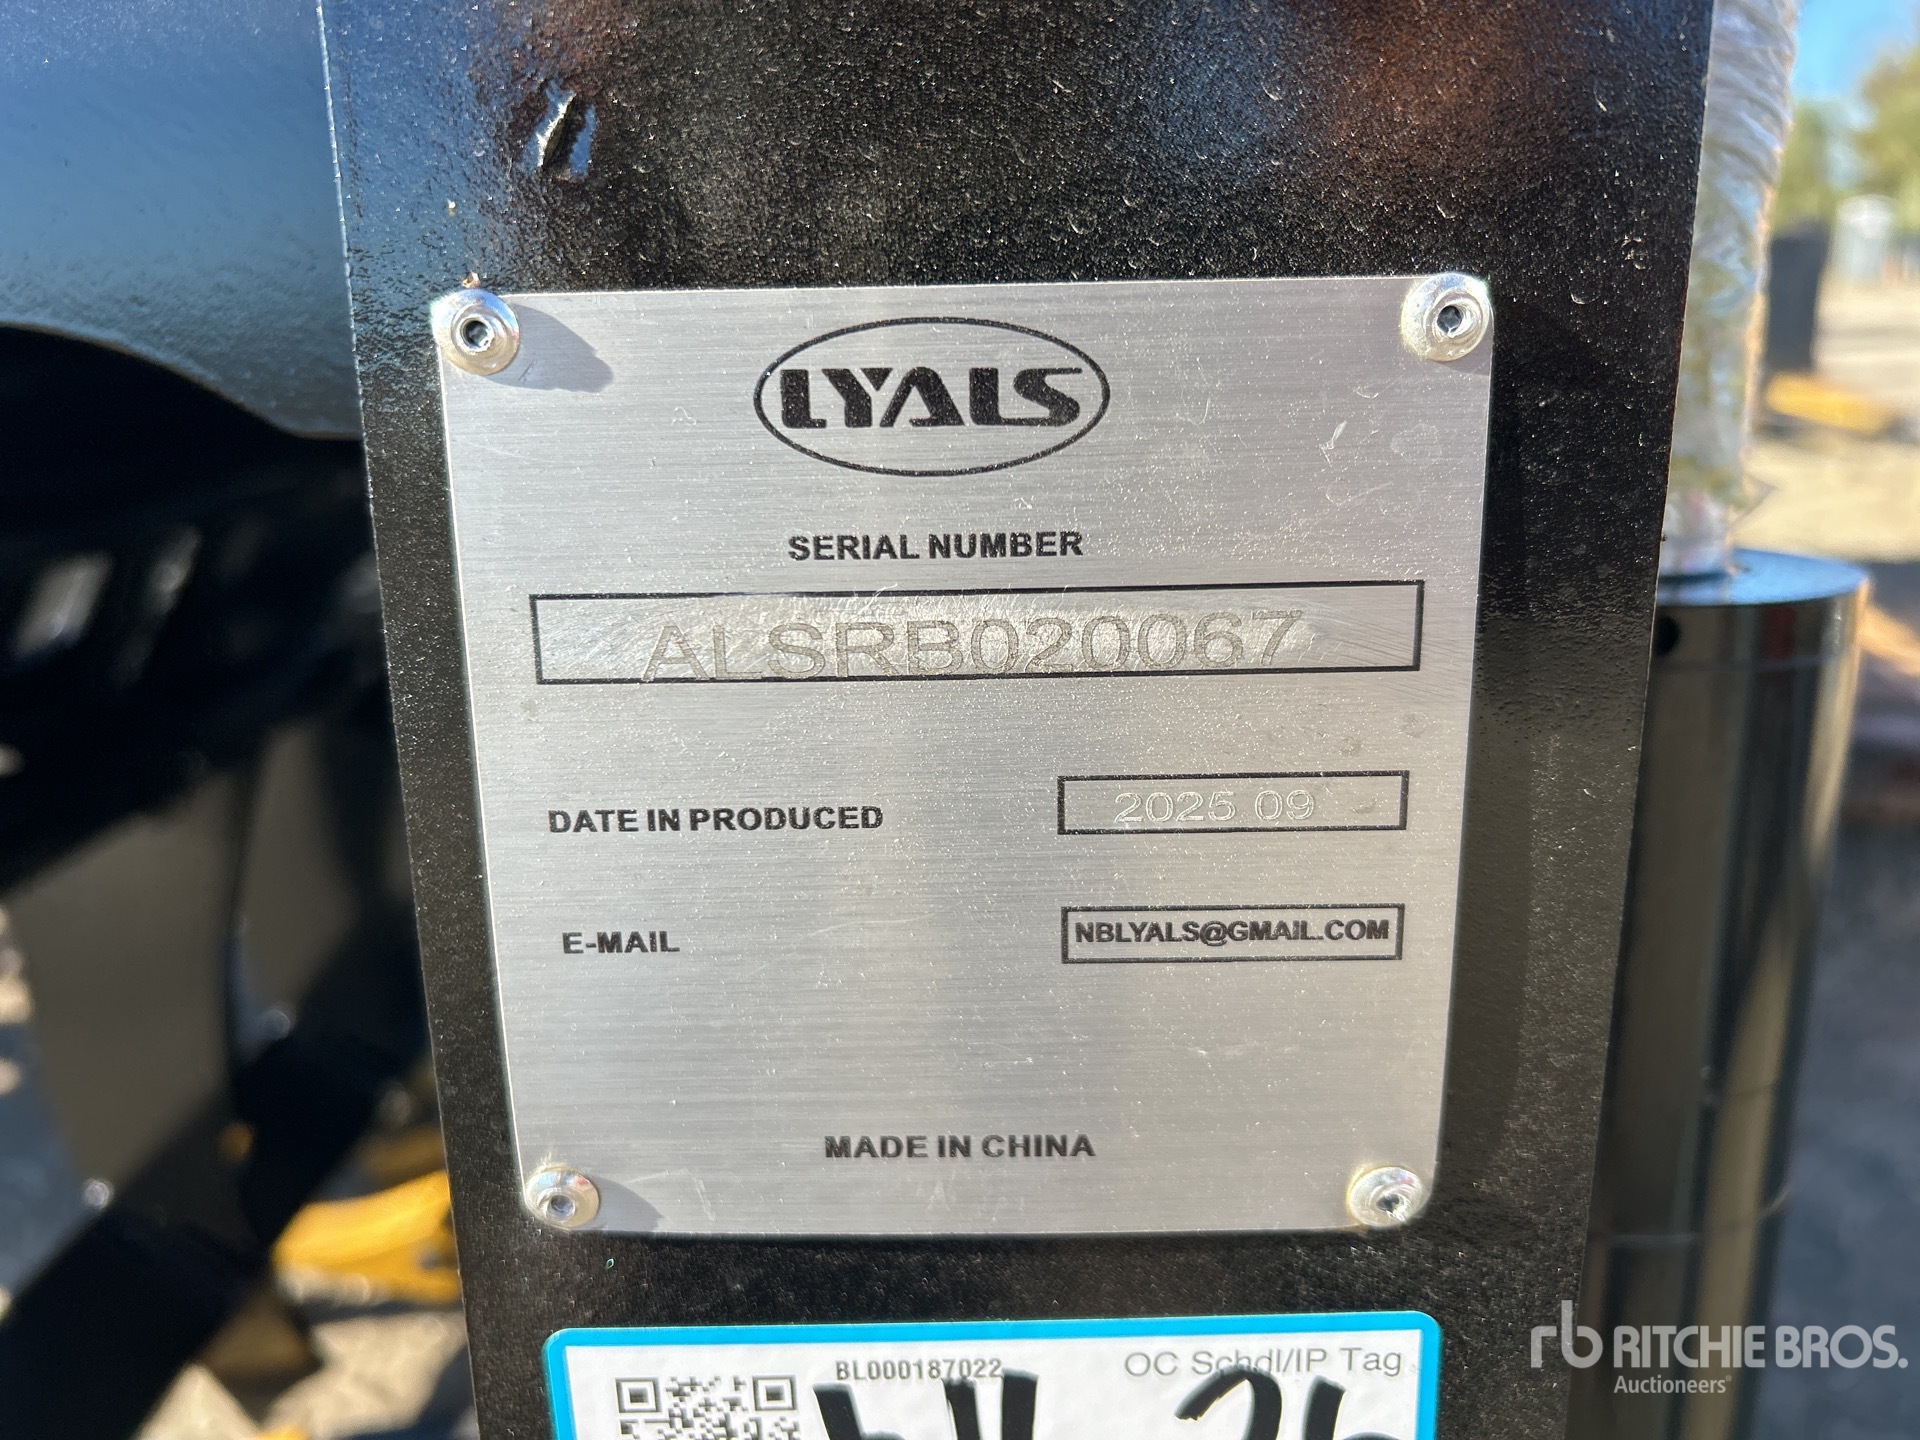 LYALS
SERIAL NUMBER
ALSRB020067
DATE IN PRODUCED 2025 09
E-MAIL NBLYALS@GMAIL.COM
MADE IN CHINA
BL000187022 OC Schdl/IP Tag
rb RITCHIE BROS.
Auctioneers